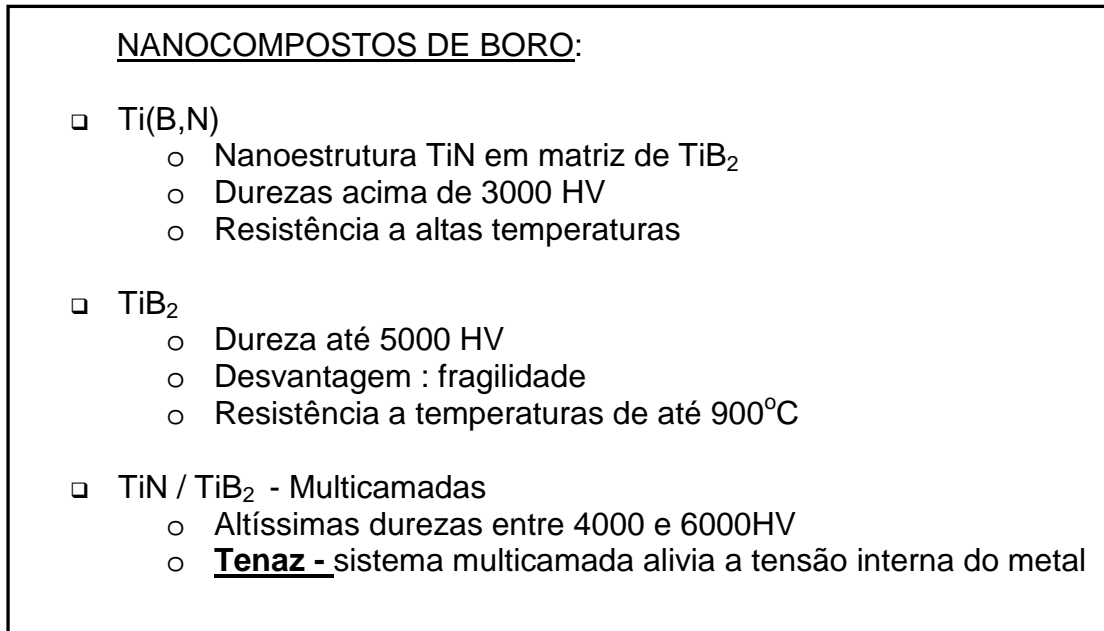 NANOCOMPOSTOS DE BORO:
❑ Ti(B,N)
o Nanoestrutura TiN em matriz de TiB₂
o Durezas acima de 3000 HV
o Resistência a altas temperaturas
❑ TiB₂
o Dureza até 5000 HV
o Desvantagem : fragilidade
o Resistência a temperaturas de até 900°C
❑ TiN / TiB₂ - Multicamadas
o Altíssimas durezas entre 4000 e 6000HV
o Tenaz - sistema multicamada alivia a tensão interna do metal